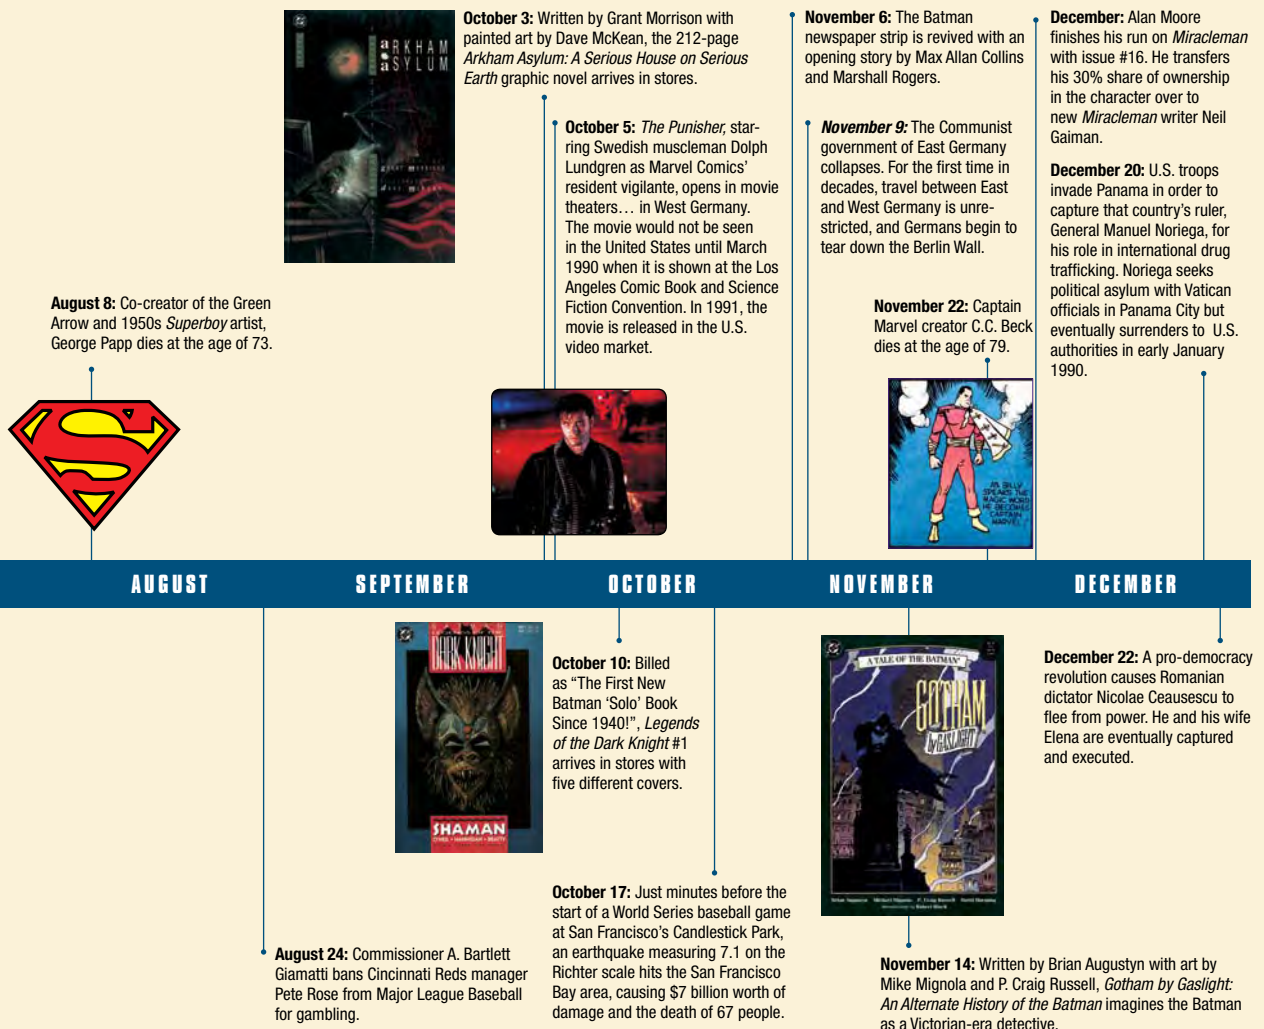 ARKHAM
ASYLUM
October 3: Written by Grant Morrison with
painted art by Dave McKean, the 212-page
Arkham Asylum: A Serious House on Serious
Earth graphic novel arrives in stores.
October 5: The Punisher, star-
ring Swedish muscleman Dolph
Lundgren as Marvel Comics’
resident vigilante, opens in movie
theaters… in West Germany.
The movie would not be seen
in the United States until March
1990 when it is shown at the Los
Angeles Comic Book and Science
Fiction Convention. In 1991, the
movie is released in the U.S.
video market.
November 6: The Batman
newspaper strip is revived with an
opening story by Max Allan Collins
and Marshall Rogers.
November 9: The Communist
government of East Germany
collapses. For the first time in
decades, travel between East
and West Germany is unre-
stricted, and Germans begin to
tear down the Berlin Wall.
November 22: Captain
Marvel creator C.C. Beck
dies at the age of 79.
AS BILLY
SPEAKS THE
MAGIC WORD
HE BECOMES
CAPTAIN
MARVEL
December: Alan Moore
finishes his run on Miracleman
with issue #16. He transfers
his 30% share of ownership
in the character over to
new Miracleman writer Neil
Gaiman.
December 20: U.S. troops
invade Panama in order to
capture that country’s ruler,
General Manuel Noriega, for
his role in international drug
trafficking. Noriega seeks
political asylum with Vatican
officials in Panama City but
eventually surrenders to U.S.
authorities in early January
1990.
August 8: Co-creator of the Green
Arrow and 1950s Superboy artist,
George Papp dies at the age of 73.
S
AUGUST
SEPTEMBER
OCTOBER
NOVEMBER
DECEMBER
DARK KNIGHT
SHAMAN
October 10: Billed
as “The First New
Batman ‘Solo’ Book
Since 1940!”, Legends
of the Dark Knight #1
arrives in stores with
five different covers.
October 17: Just minutes before the
start of a World Series baseball game
at San Francisco’s Candlestick Park,
an earthquake measuring 7.1 on the
Richter scale hits the San Francisco
Bay area, causing $7 billion worth of
damage and the death of 67 people.
August 24: Commissioner A. Bartlett
Giamatti bans Cincinnati Reds manager
Pete Rose from Major League Baseball
for gambling.
A TALE OF THE BATMAN
GOTHAM
by GASLIGHT
November 14: Written by Brian Augustyn with art by
Mike Mignola and P. Craig Russell, Gotham by Gaslight:
An Alternate History of the Batman imagines the Batman
as a Victorian-era detective.
December 22: A pro-democracy
revolution causes Romanian
dictator Nicolae Ceausescu to
flee from power. He and his wife
Elena are eventually captured
and executed.